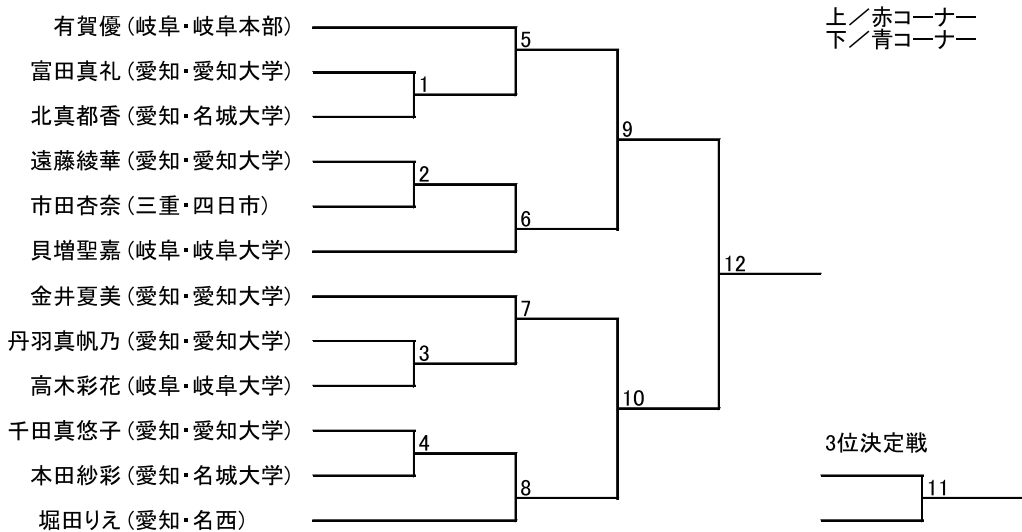 上／赤コーナー
下／青コーナー
有賀優（岐阜・岐阜本部）
5
富田真礼（愛知・愛知大学）
1
北真都香（愛知・名城大学）
9
遠藤綾華（愛知・愛知大学）
2
市田杏奈（三重・四日市）
6
貝増聖嘉（岐阜・岐阜大学）
12
金井夏美（愛知・愛知大学）
7
丹羽真帆乃（愛知・愛知大学）
3
高木彩花（岐阜・岐阜大学）
10
千田真悠子（愛知・愛知大学）
4
3位決定戦
本田紗彩（愛知・名城大学）
8
11
堀田りえ（愛知・名西）